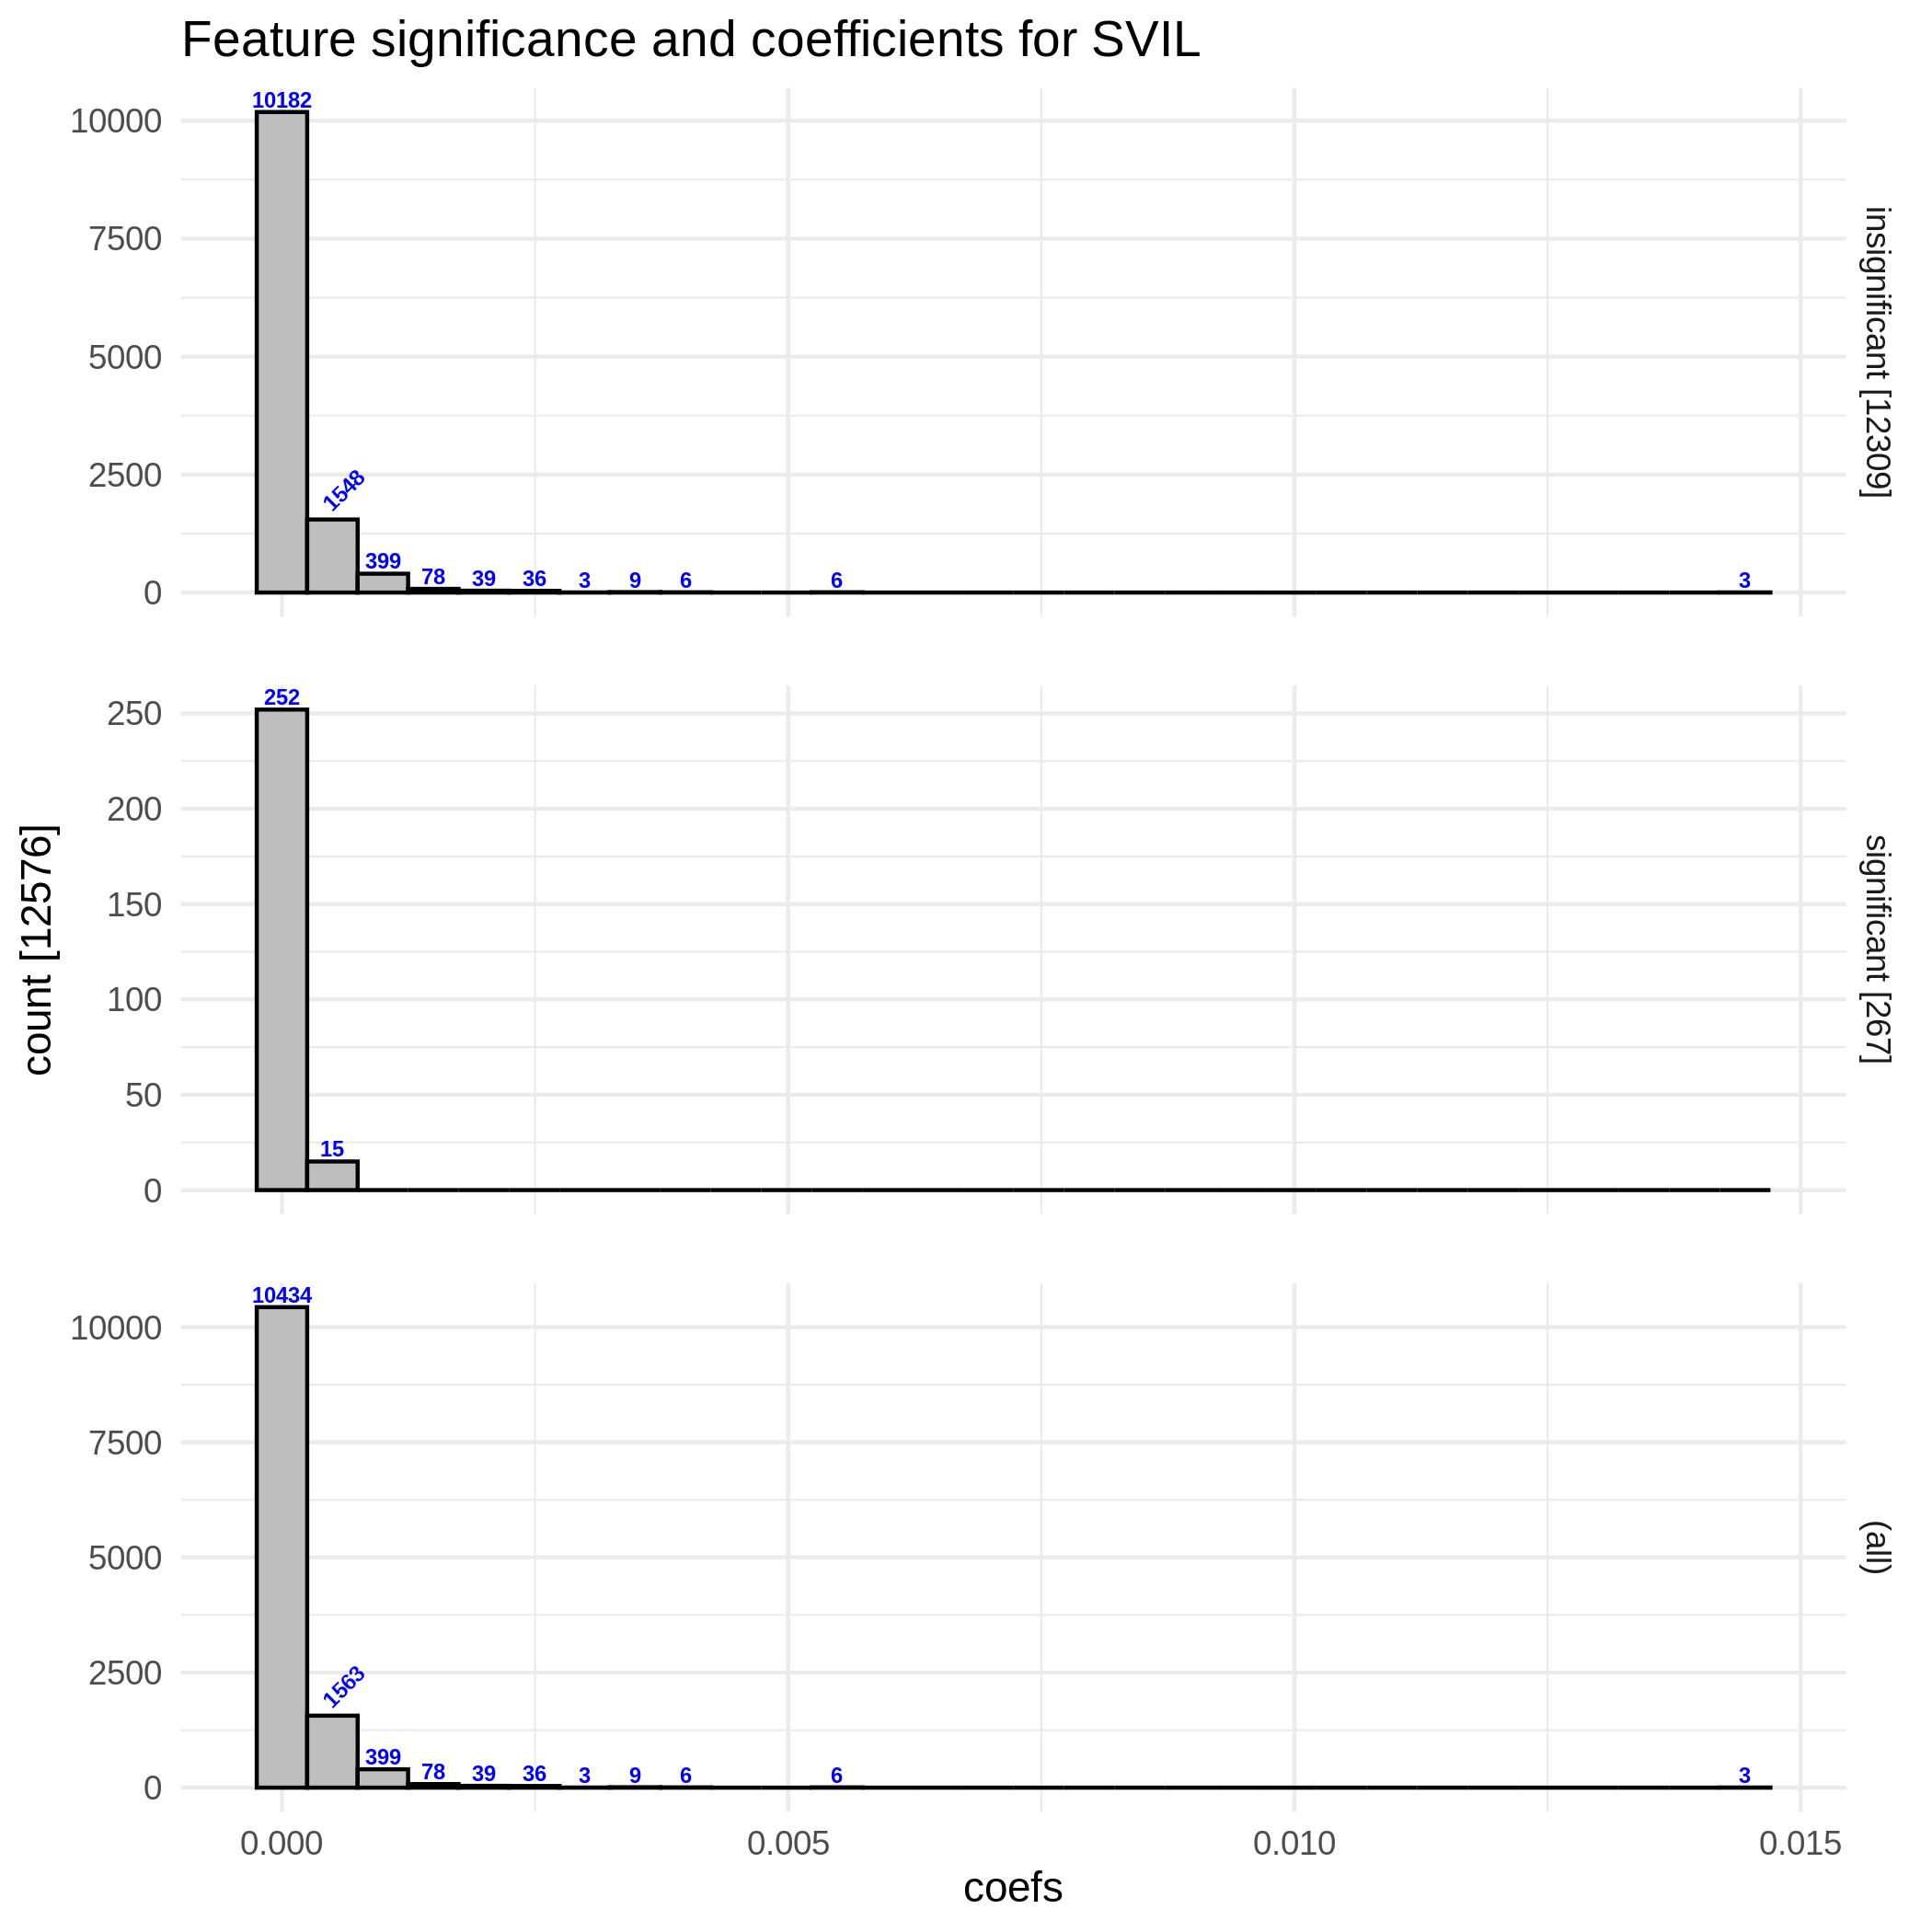 Feature significance and coefficients for SVIL
10182
10000
7500
5000
2500
0
1548
399 78 39 36 3 9 6 6 3
insignificant [12309]
252
250
200
150
100
50
0
15
significant [267]
count [12576]
10434
10000
7500
5000
2500
0
1563
399 78 39 36 3 9 6 6 3
(all)
0.000 0.005 0.010 0.015
coefs